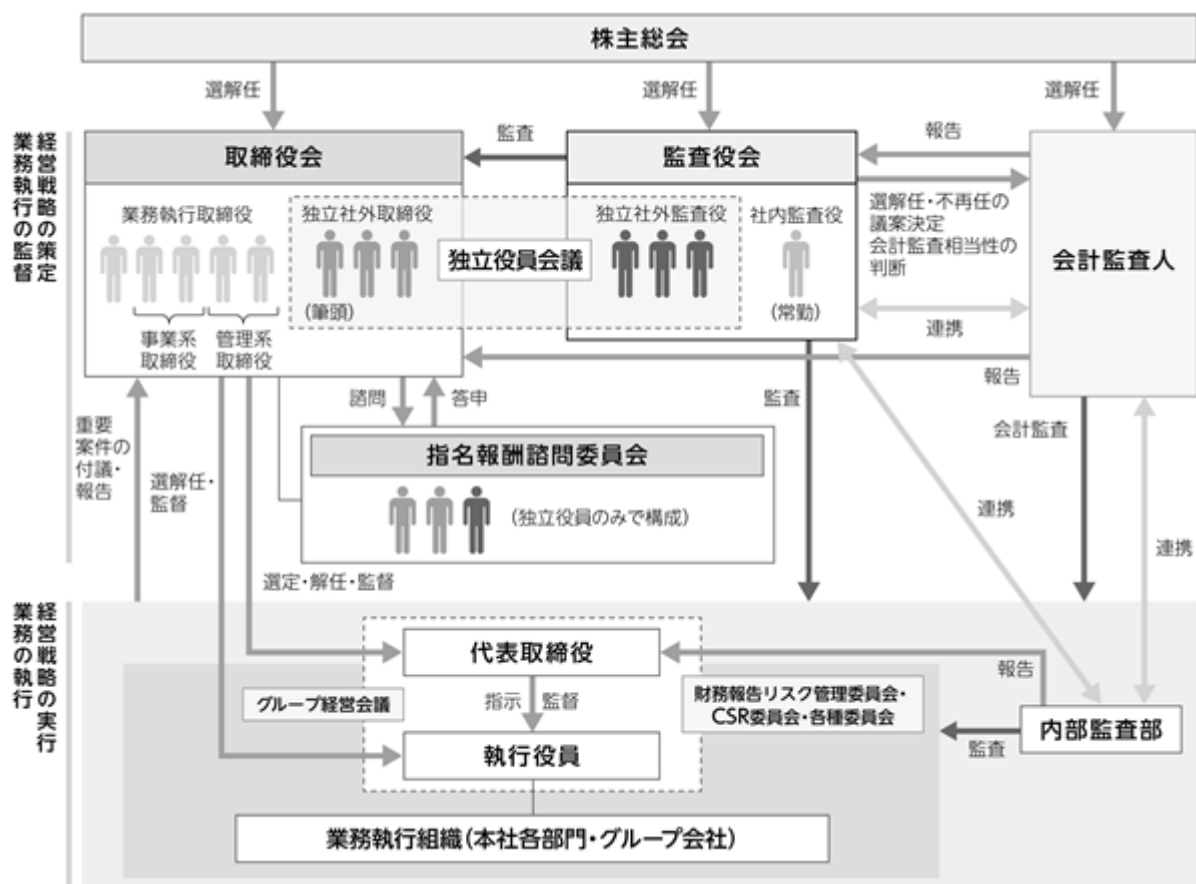 株主総会
選解任
選解任
選解任
経営戦略の策定
業務執行の監督
取締役会
監査
監査役会
報告
選解任・不再任の
議案決定
会計監査相当性の
判断
会計監査人
業務執行取締役
独立社外取締役
独立役員会議
独立社外監査役
社内監査役
(筆頭)
(常勤)
連携
事業系
取締役
管理系
取締役
報告
諮問
答申
監査
会計監査
重要
案件の
付議・
報告
選解任・
監督
指名報酬諮問委員会
(独立役員のみで構成)
連携
連携
選定・解任・監督
経営戦略の実行
業務の執行
代表取締役
報告
グループ経営会議
指示
監督
財務報告リスク管理委員会・
CSR委員会・各種委員会
内部監査部
監査
執行役員
業務執行組織(本社各部門・グループ会社)